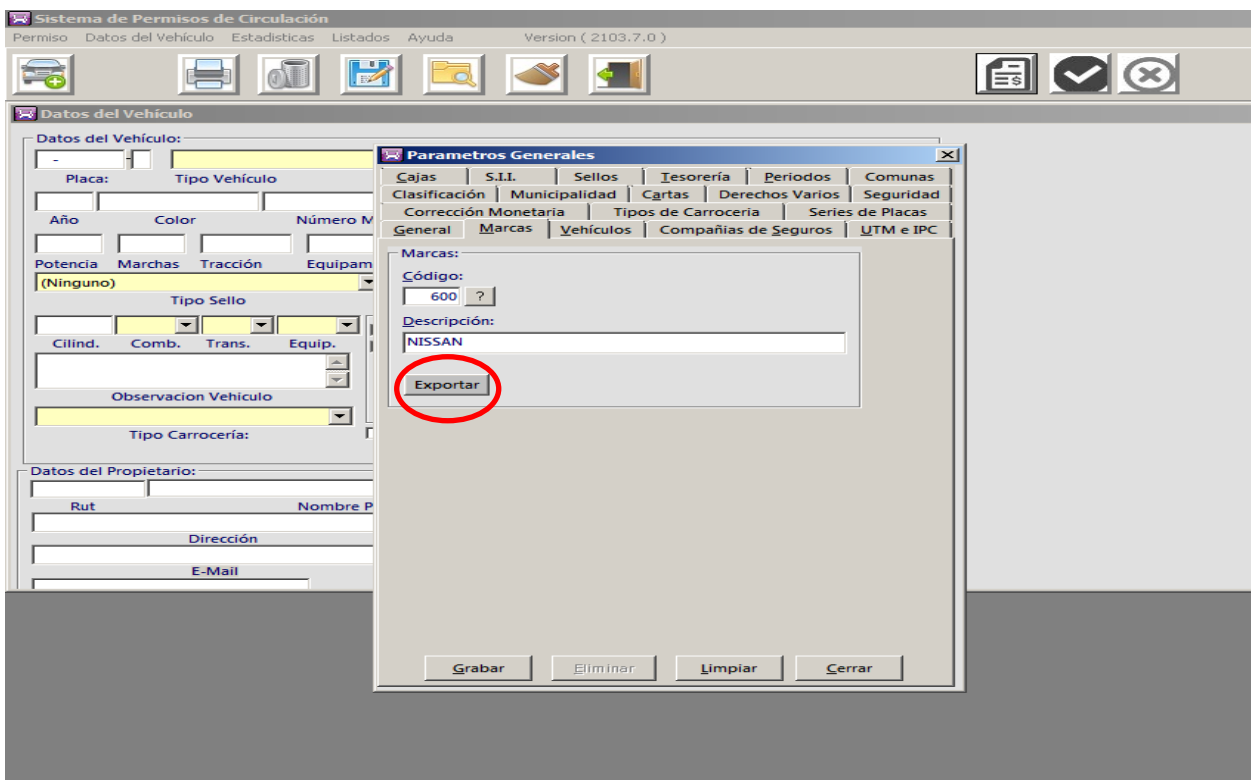 Sistema de Permisos de Circulación
Permiso Datos del Vehículo Estadisticas Listados Ayuda Version ( 2103.7.0 )
Datos del Vehículo
Datos del Vehículo:
- -
Placa: Tipo Vehículo
Año Color Número M
Potencia Marchas Tracción Equipam
(Ninguno)
Tipo Sello
Cilind. Comb. Trans. Equip.
Observacion Vehiculo
Tipo Carrocería:
Datos del Propietario:
Rut Nombre P
Dirección
E-Mail
Parametros Generales
Cajas S.I.I. Sellos Tesorería Periodos Comunas
Clasificación Municipalidad Cartas Derechos Varios Seguridad
Corrección Monetaria Tipos de Carrocería Series de Placas
General Marcas Vehículos Compañias de Seguros UTM e IPC
Marcas:
Código:
600 ?
Descripción:
NISSAN
Exportar
Grabar Eliminar Limpiar Cerrar